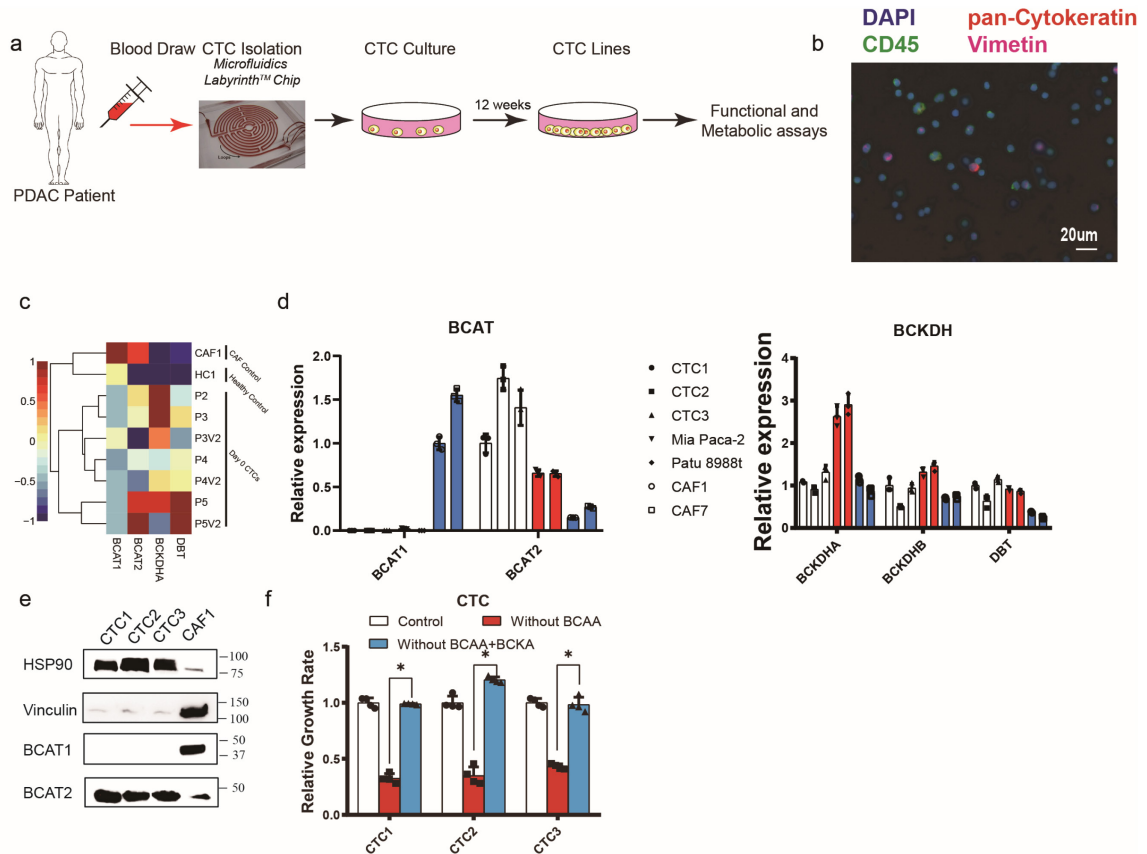 a
Blood Draw
CTC Isolation
Microfluidics
Labyrinth™ Chip
Loops
PDAC Patient
CTC Culture
12 weeks
CTC Lines
Functional and
Metabolic assays
b
DAPI
pan-Cytokeratin
CD45
Vimetin
20um
c
1
0.5
0
−0.5
−1
CAF1
HC1
P2
P3
P3V2
P4
P4V2
P5
P5V2
CAF Control
Healthy Control
Day 0 CTCs
BCAT1
BCAT2
BCKDHA
DBT
d
BCAT
Relative expression
2.0
1.5
1.0
0.5
0.0
BCAT1
BCAT2
CTC1
CTC2
CTC3
Mia Paca-2
Patu 8988t
CAF1
CAF7
BCKDH
Relative expression
4
3
2
1
0
BCKDHA
BCKDHB
DBT
e
CTC1
CTC2
CTC3
CAF1
HSP90
−100
−75
Vinculin
−150
−100
BCAT1
−50
−37
BCAT2
−50
f
CTC
Control
Without BCAA
Without BCAA+BCKA
Relative Growth Rate
1.5
1.0
0.5
0.0
*
*
*
CTC1
CTC2
CTC3